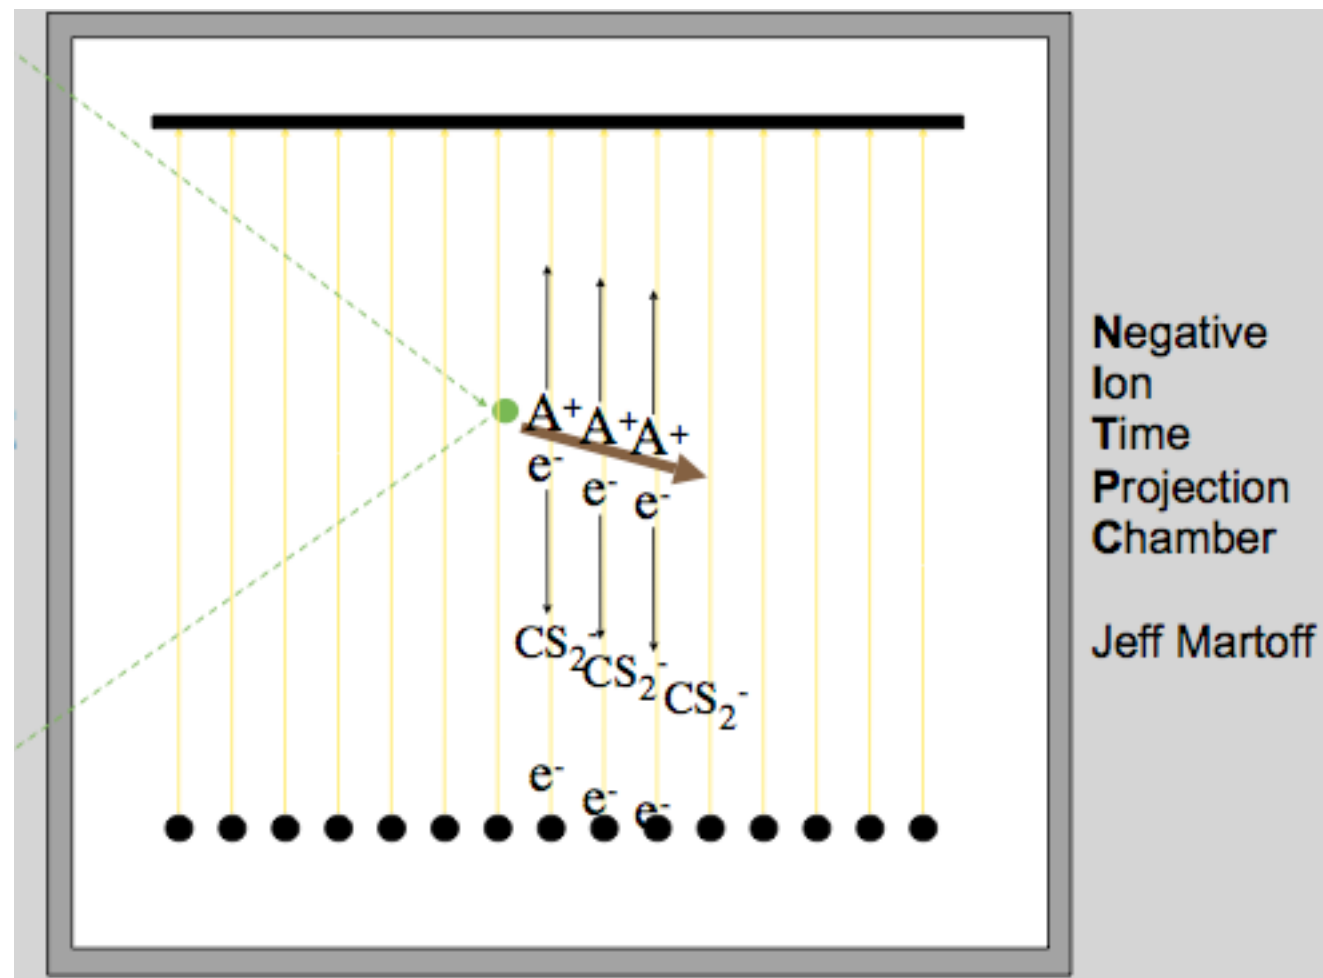 A⁺ A⁺ A⁺
e⁻ e⁻ e⁻
CS₂⁻ CS₂⁻ CS₂⁻
e⁻ e⁻ e⁻
Negative
Ion
Time
Projection
Chamber
Jeff Martoff